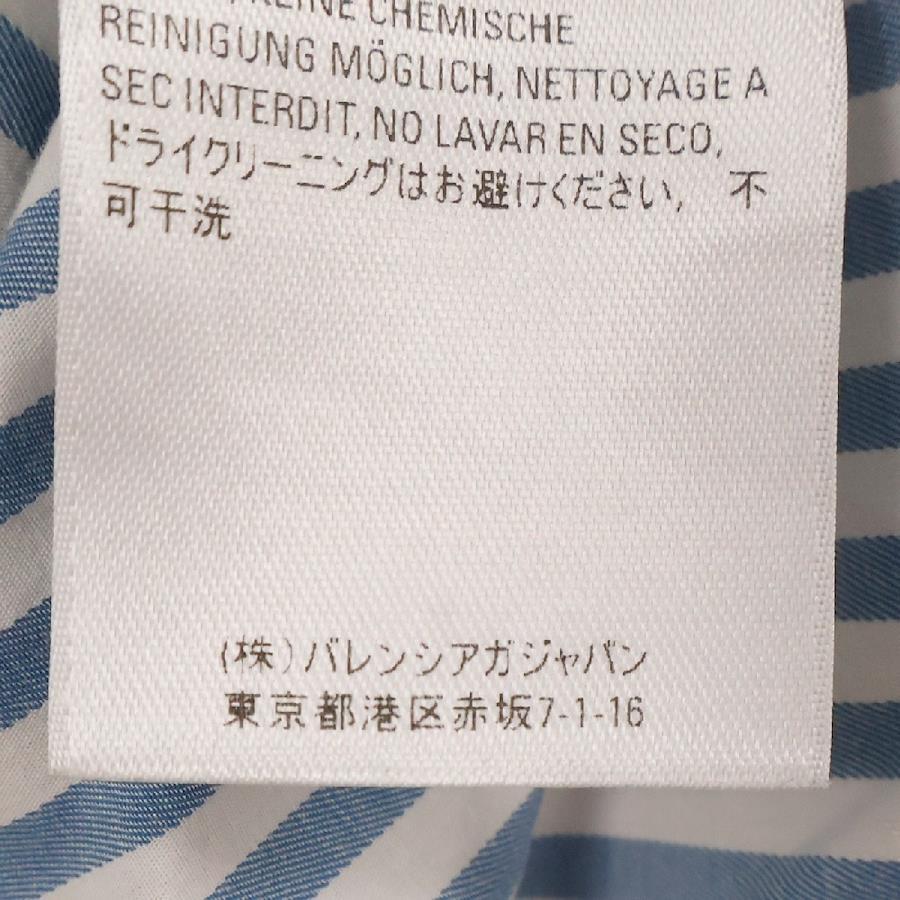 KEINE CHEMISCHE
REINIGUNG MÖGLICH, NETTOYAGE A
SEC INTERDIT, NO LAVAR EN SECO,
ドライクリーニングはお避けください, 不
可干洗
(株)バレンシアガジャパン
東京都港区赤坂7-1-16